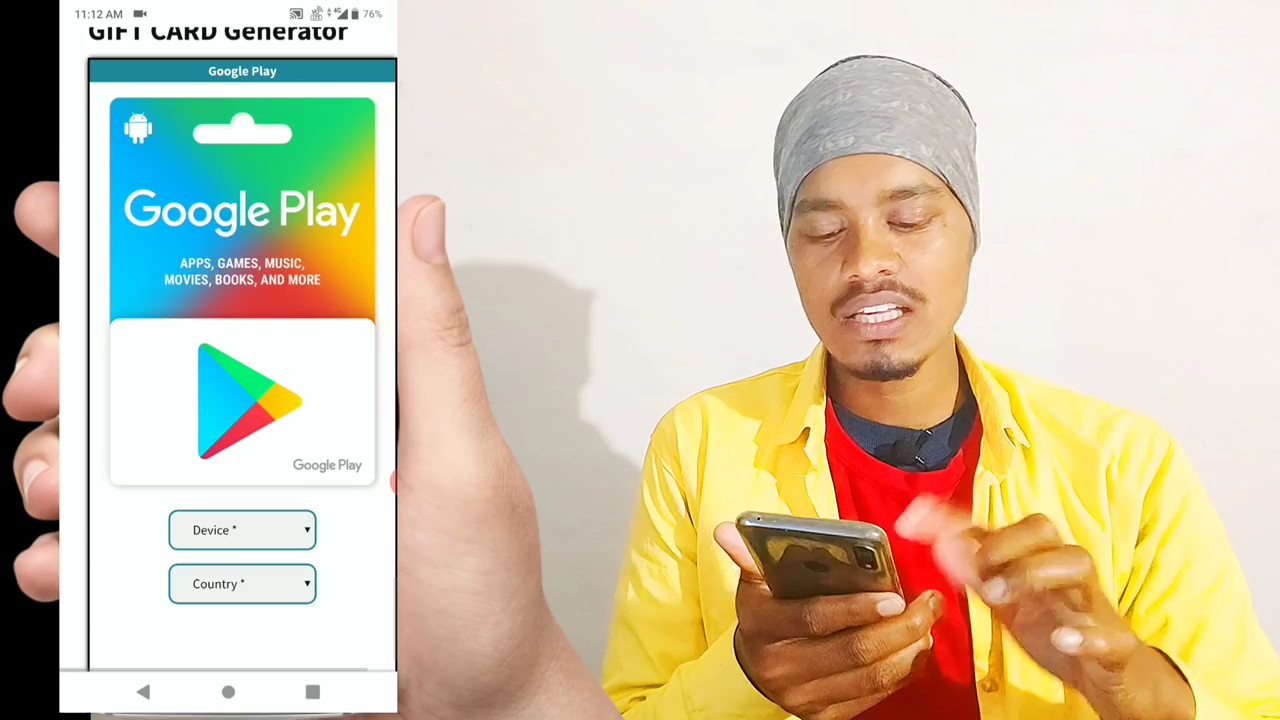 11:12 AM
4G
76%
GIFT CARD Generator
Google Play
Google Play
APPS, GAMES, MUSIC,
MOVIES, BOOKS, AND MORE
Google Play
Device *
Country *